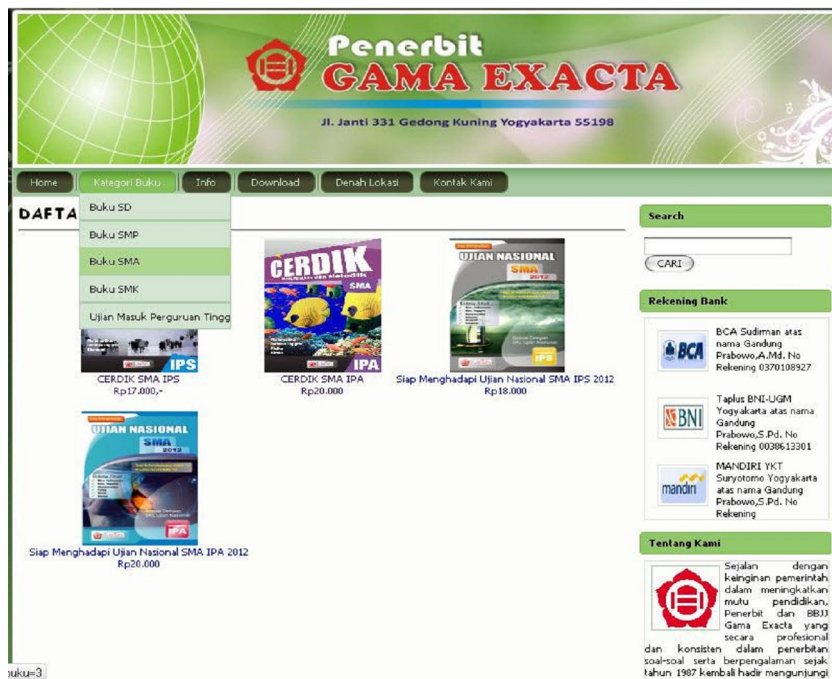 Penerbit
GAMA EXACTA
Jl. Janti 331 Gedong Kuning Yogyakarta 55198
Home
Kategori Buku
Info
Download
Denah Lokasi
Kontak Kami
DAFTA
Buku SD
Buku SMP
Buku SMA
Buku SMK
Ujian Masuk Perguruan Tingg
IPS
CERDIK SMA IPS
Rp17.000,-
CERDIK
SMA
IPA
CERDIK SMA IPA
Rp20.000
UJIAN NASIONAL
SMA
2012
IPS
Siap Menghadapi Ujian Nasional SMA IPS 2012
Rp18.000
UJIAN NASIONAL
SMA
2012
IPA
Siap Menghadapi Ujian Nasional SMA IPA 2012
Rp20.000
Search
CARI
Rekening Bank
BCA
BCA Sudirman atas
nama Gandung
Prabowo,A.Md. No
Rekening 0370108927
BNI
Taplus BNI-UGM
Yogyakarta atas nama
Gandung
Prabowo,S.Pd. No
Rekening 0038613301
mandiri
MANDIRI YKT
Suryotomo Yogyakarta
atas nama Gandung
Prabowo,S.Pd. No
Rekening
Tentang Kami
Sejalan dengan
keinginan pemerintah
dalam meningkatkan
mutu pendidikan,
Penerbit dan BBJJ
Gama Exacta yang
secara profesional
dan konsisten dalam penerbitan
soal-soal serta berpengalaman sejak
tahun 1987 kembali hadir mengunjungi
buku=3